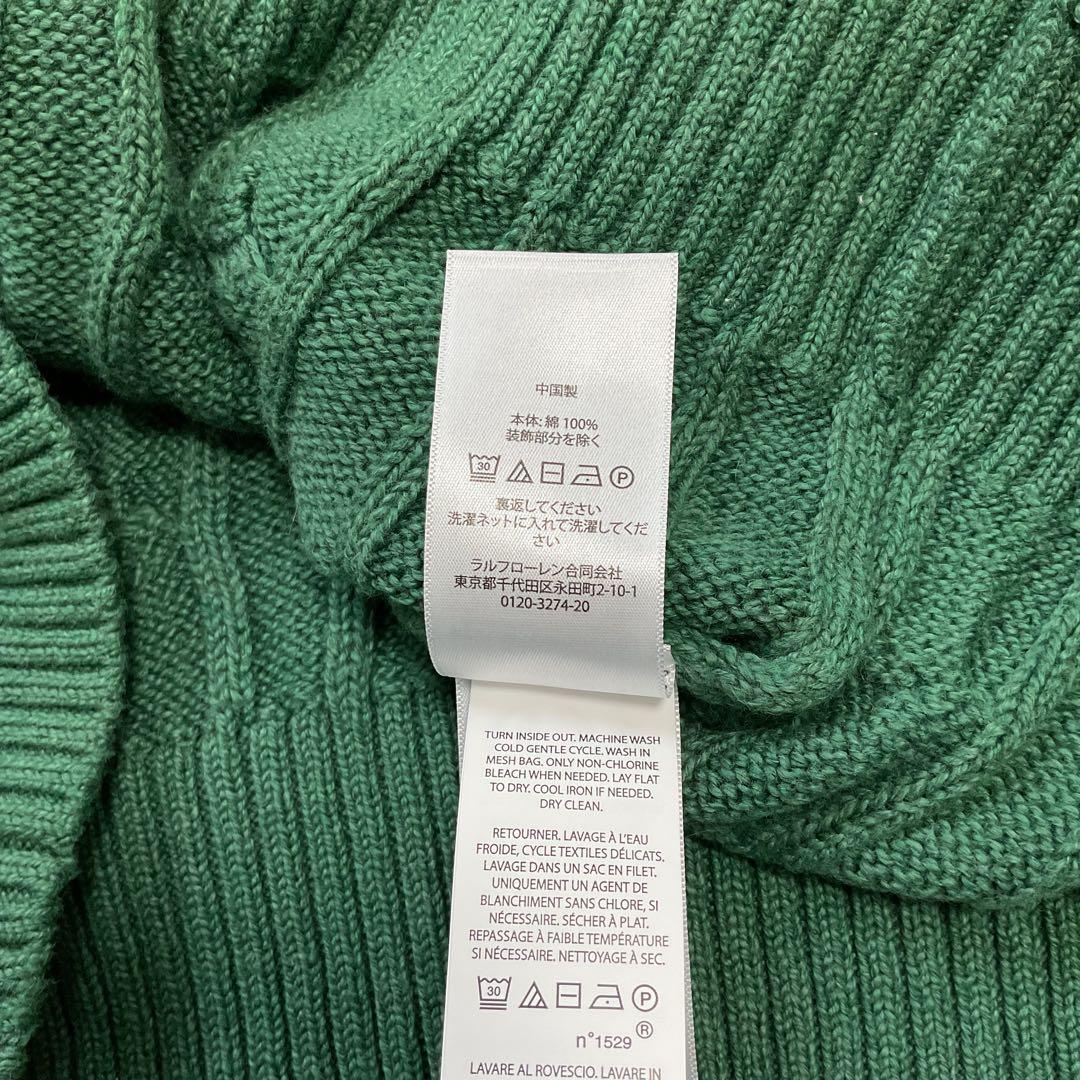 中国製
本体: 綿 100%
装飾部分を除く
30 P
裏返してください
洗濯ネットに入れて洗濯してくだ
さい
ラルフローレン合同会社
東京都千代田区永田町2-10-1
0120-3274-20
TURN INSIDE OUT. MACHINE WASH
COLD GENTLE CYCLE. WASH IN
MESH BAG. ONLY NON-CHLORINE
BLEACH WHEN NEEDED. LAY FLAT
TO DRY. COOL IRON IF NEEDED.
DRY CLEAN.
RETOURNER. LAVAGE À L'EAU
FROIDE, CYCLE TEXTILES DÉLICATS.
LAVAGE DANS UN SAC EN FILET.
UNIQUEMENT UN AGENT DE
BLANCHIMENT SANS CHLORE, SI
NÉCESSAIRE. SÉCHER À PLAT.
REPASSAGE À FAIBLE TEMPÉRATURE
SI NÉCESSAIRE. NETTOYAGE À SEC.
30 P
n°1529 ®
LAVARE AL ROVESCIO. LAVARE IN